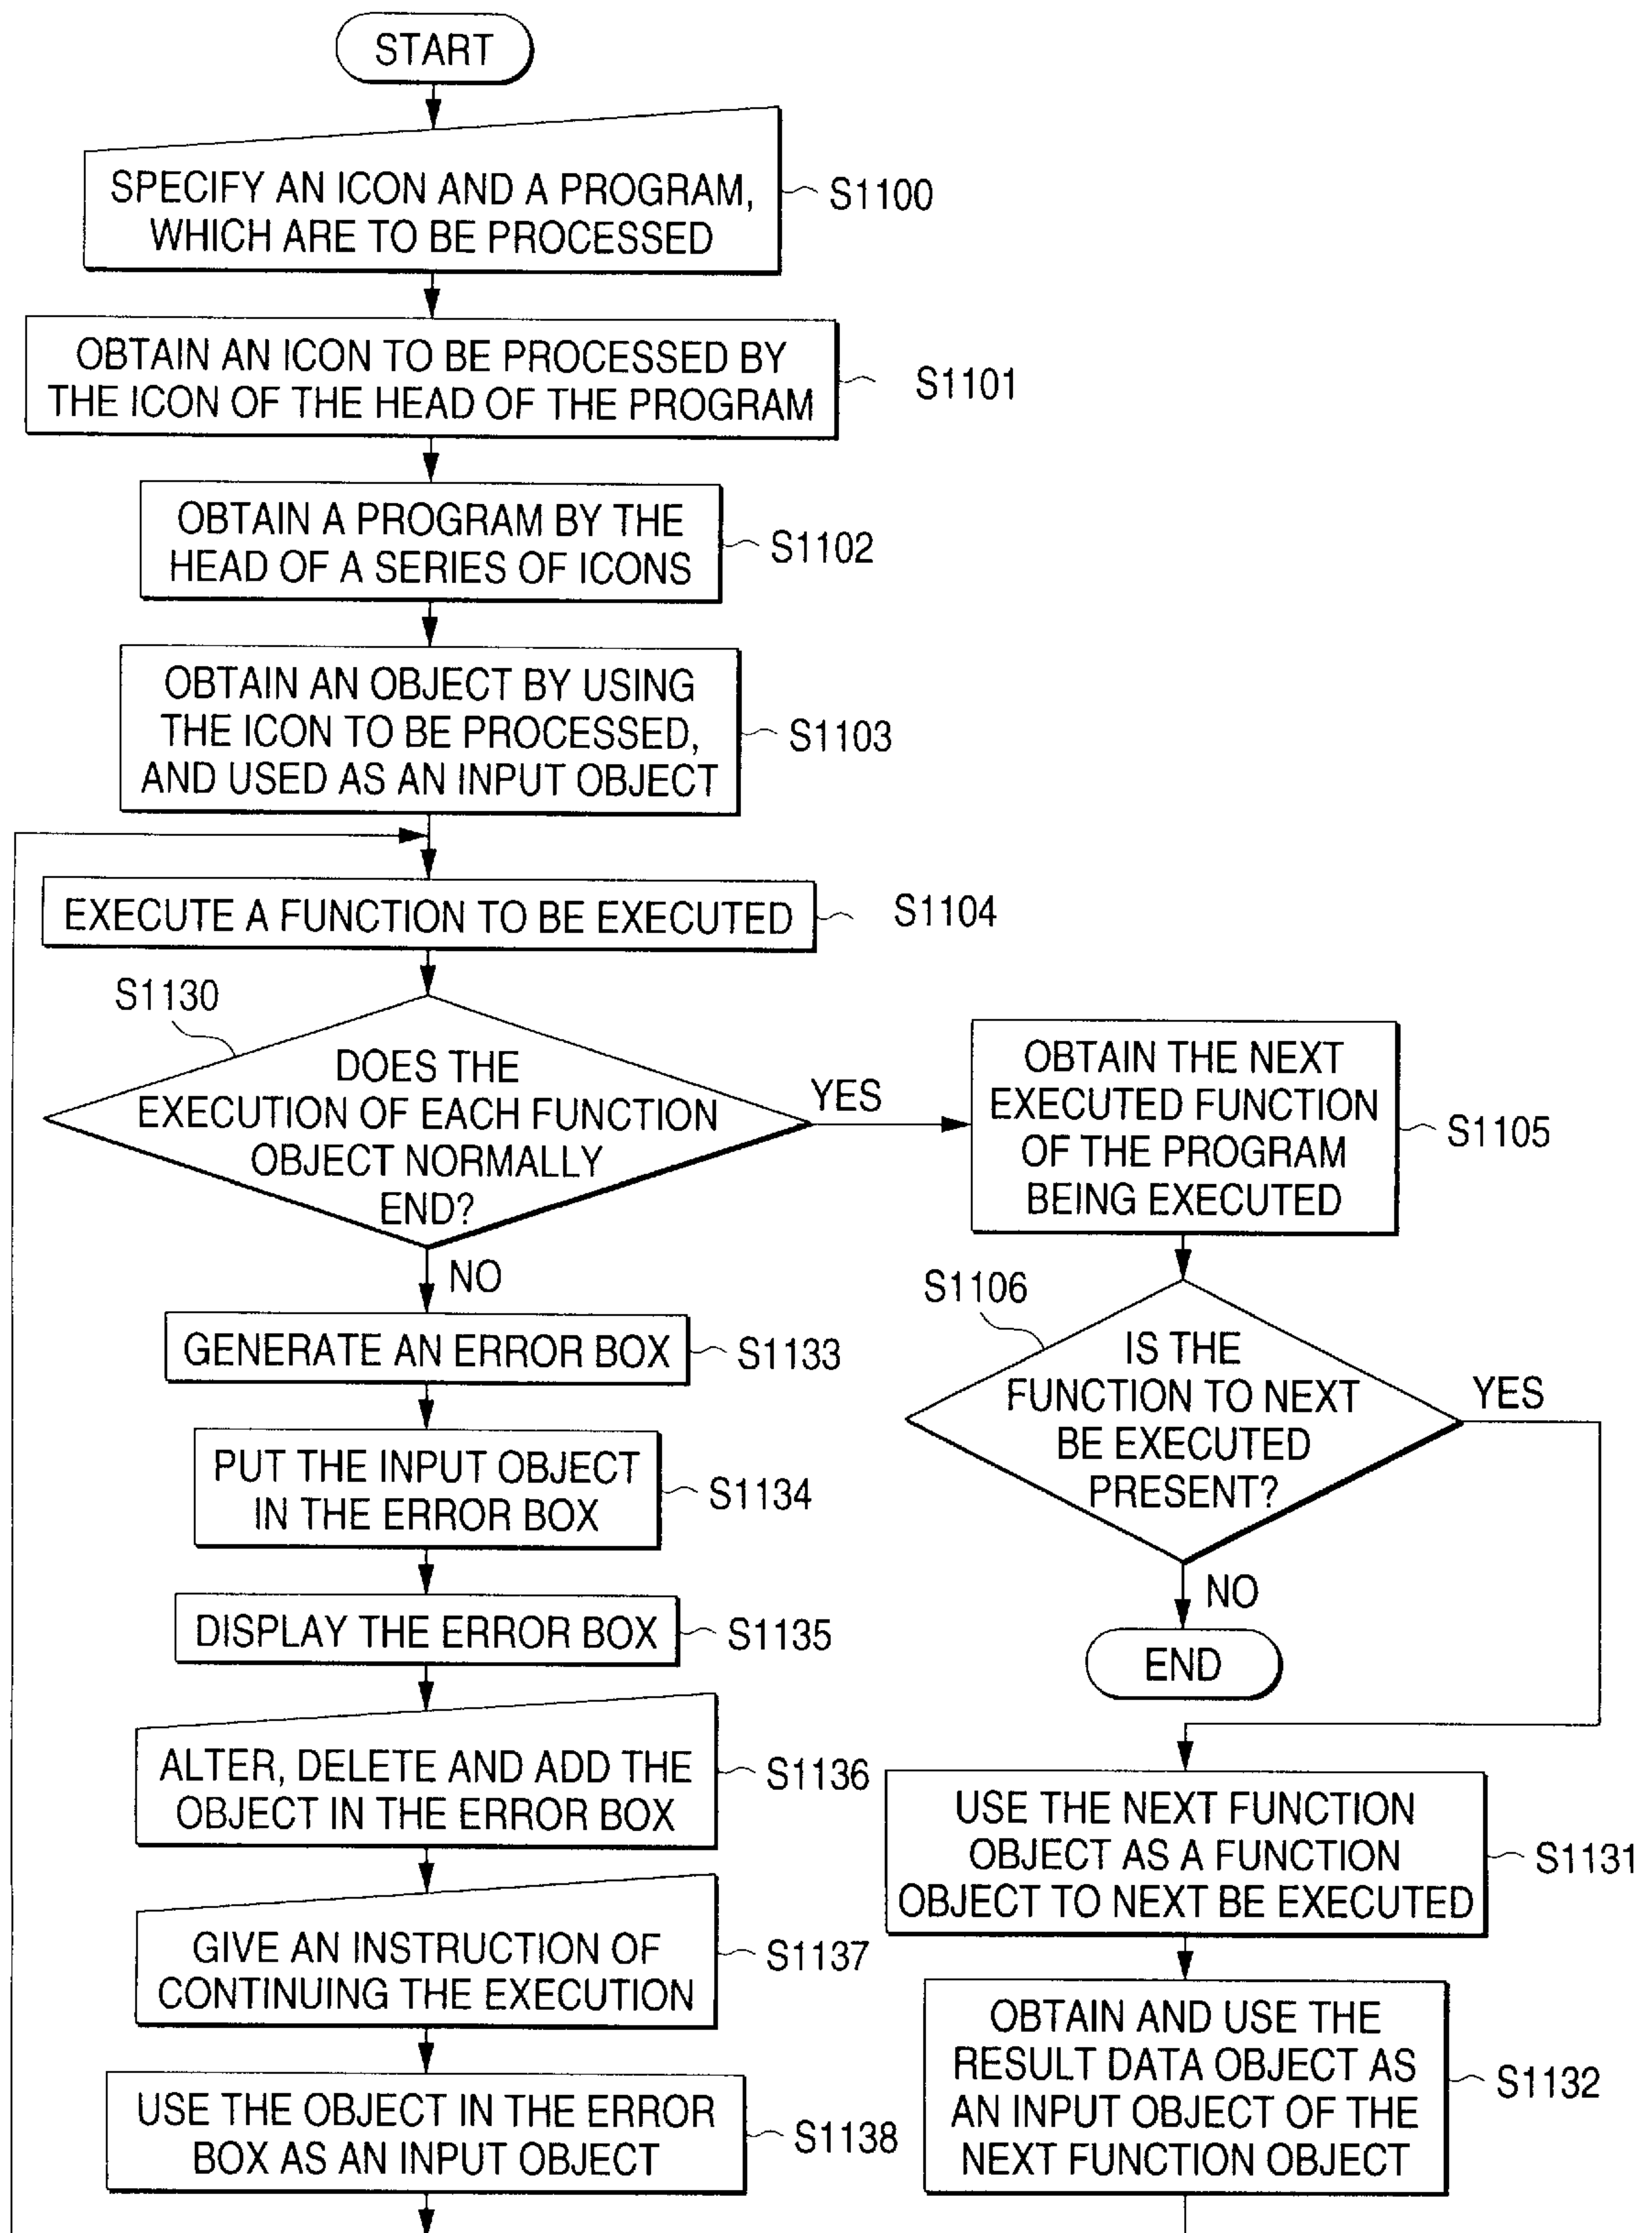 START
SPECIFY AN ICON AND A PROGRAM,
WHICH ARE TO BE PROCESSED
S1100
OBTAIN AN ICON TO BE PROCESSED BY
THE ICON OF THE HEAD OF THE PROGRAM
S1101
OBTAIN A PROGRAM BY THE
HEAD OF A SERIES OF ICONS
S1102
OBTAIN AN OBJECT BY USING
THE ICON TO BE PROCESSED,
AND USED AS AN INPUT OBJECT
S1103
EXECUTE A FUNCTION TO BE EXECUTED
S1104
S1130
DOES THE
EXECUTION OF EACH FUNCTION
OBJECT NORMALLY
END?
YES
NO
OBTAIN THE NEXT
EXECUTED FUNCTION
OF THE PROGRAM
BEING EXECUTED
S1105
S1106
IS THE
FUNCTION TO NEXT
BE EXECUTED
PRESENT?
YES
NO
END
GENERATE AN ERROR BOX
S1133
PUT THE INPUT OBJECT
IN THE ERROR BOX
S1134
DISPLAY THE ERROR BOX
S1135
ALTER, DELETE AND ADD THE
OBJECT IN THE ERROR BOX
S1136
GIVE AN INSTRUCTION OF
CONTINUING THE EXECUTION
S1137
USE THE OBJECT IN THE ERROR
BOX AS AN INPUT OBJECT
S1138
USE THE NEXT FUNCTION
OBJECT AS A FUNCTION
OBJECT TO NEXT BE EXECUTED
S1131
OBTAIN AND USE THE
RESULT DATA OBJECT AS
AN INPUT OBJECT OF THE
NEXT FUNCTION OBJECT
S1132